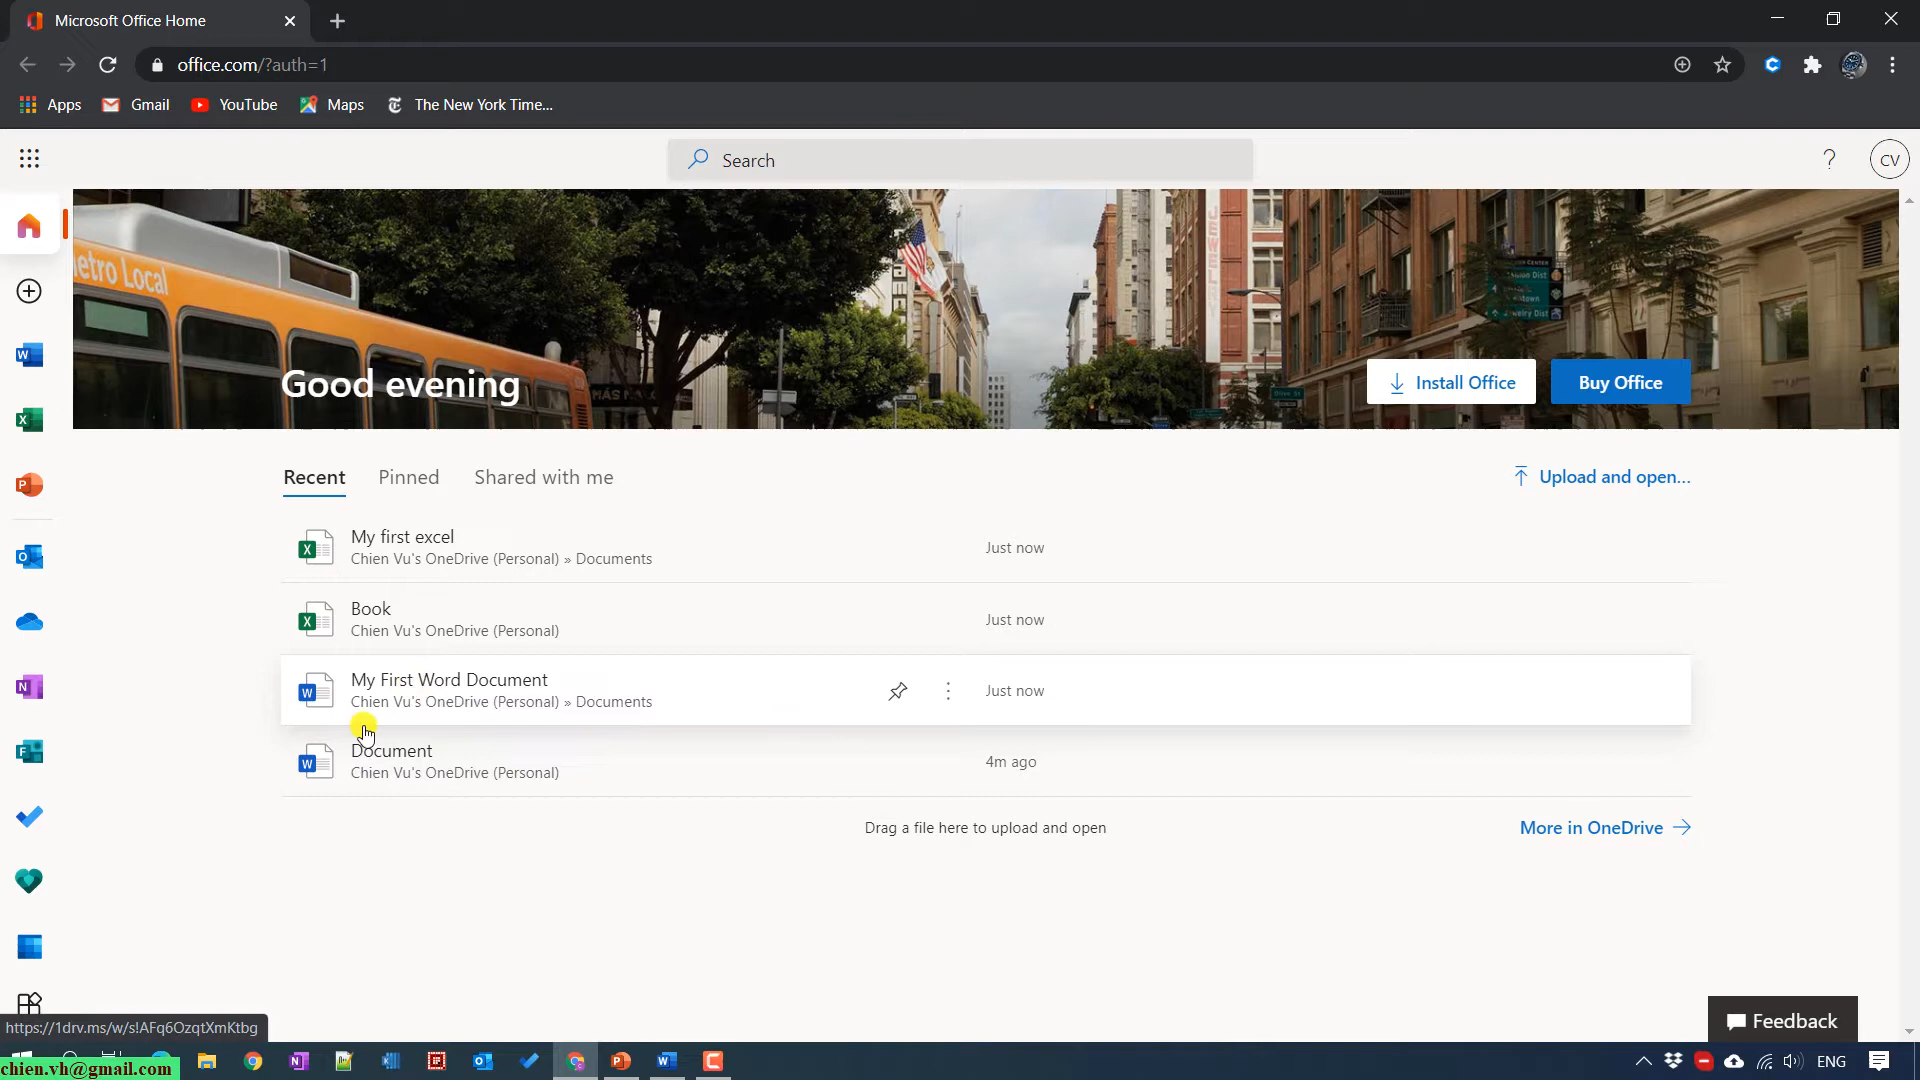 Microsoft Office Home
office.com/?auth=1
Apps
Gmail
YouTube
Maps
The New York Time...
Search
?
CV
etro Local
JEWEL
Good evening
Install Office
Buy Office
Recent
Pinned
Shared with me
Upload and open...
My first excel
Chien Vu's OneDrive (Personal) » Documents
Just now
Book
Chien Vu's OneDrive (Personal)
Just now
My First Word Document
Chien Vu's OneDrive (Personal) » Documents
Just now
Document
Chien Vu's OneDrive (Personal)
4m ago
Drag a file here to upload and open
More in OneDrive
Feedback
https://1drv.ms/w/s!AFq6OzqtXmKtbg
chien.vh@gmail.com
ENG